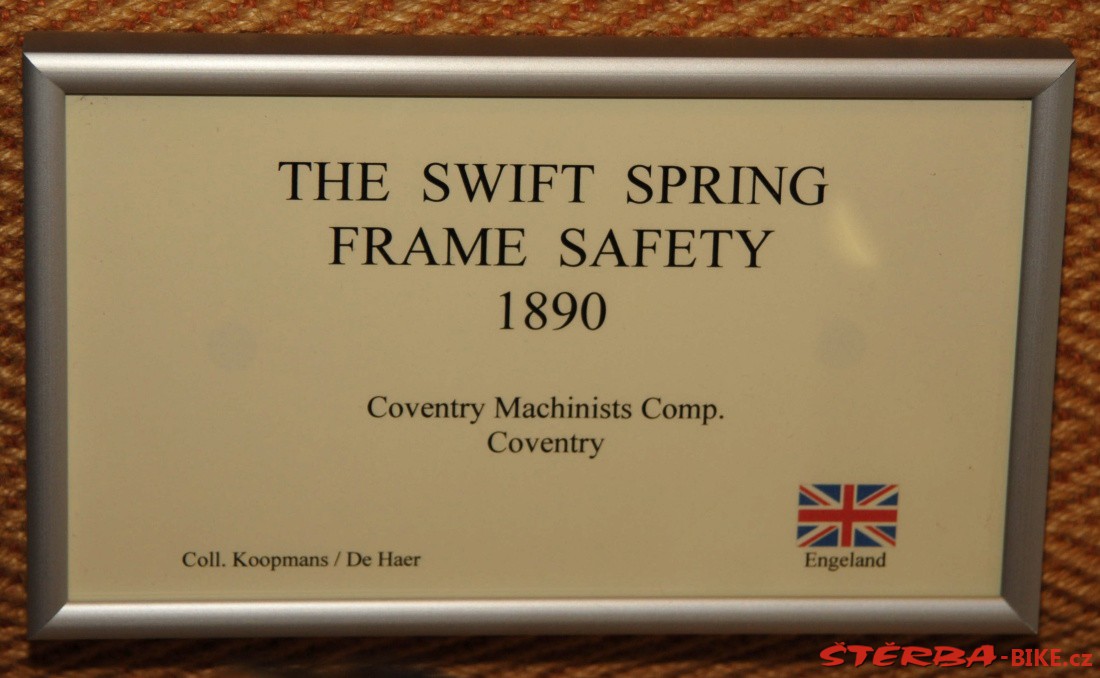 THE SWIFT SPRING
FRAME SAFETY
1890
Coventry Machinists Comp.
Coventry
Coll. Koopmans / De Haer
Engeland
ŠTĚRBA-BIKE.cz